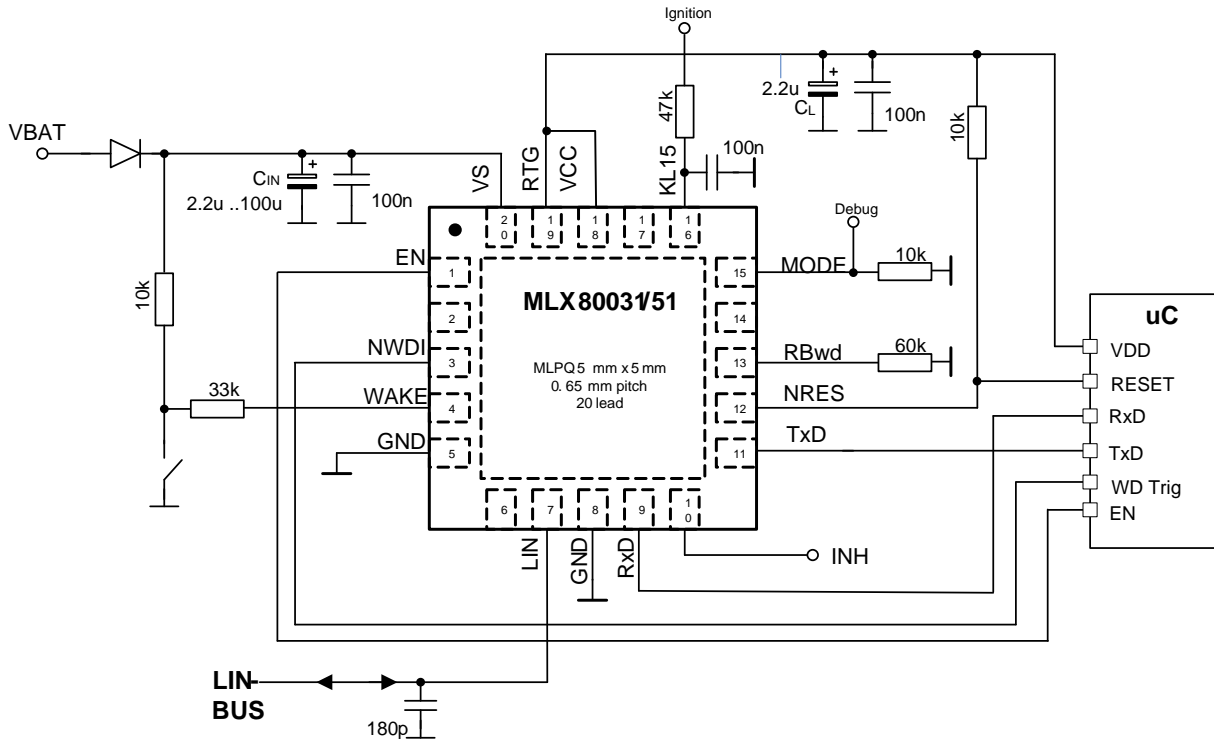 Ignition
2.2u
+
CL
100n
47k
10k
VBAT
CIN
+
2.2u ..100u
100n
VS
RTG
VCC
KL15
100n
20
19
18
17
16
Debug
EN
1
15
MODE
10k
10k
MLX80031/51
uC
2
14
VDD
NWDI
3
MLPQ5 mm x 5 mm
0. 65 mm pitch
20 lead
13
RBwd
60k
RESET
33k
WAKE
4
12
NRES
RxD
GND
5
11
TxD
TxD
WD Trig
EN
6
7
8
9
10
LIN
GND
RxD
INH
LIN
BUS
180p